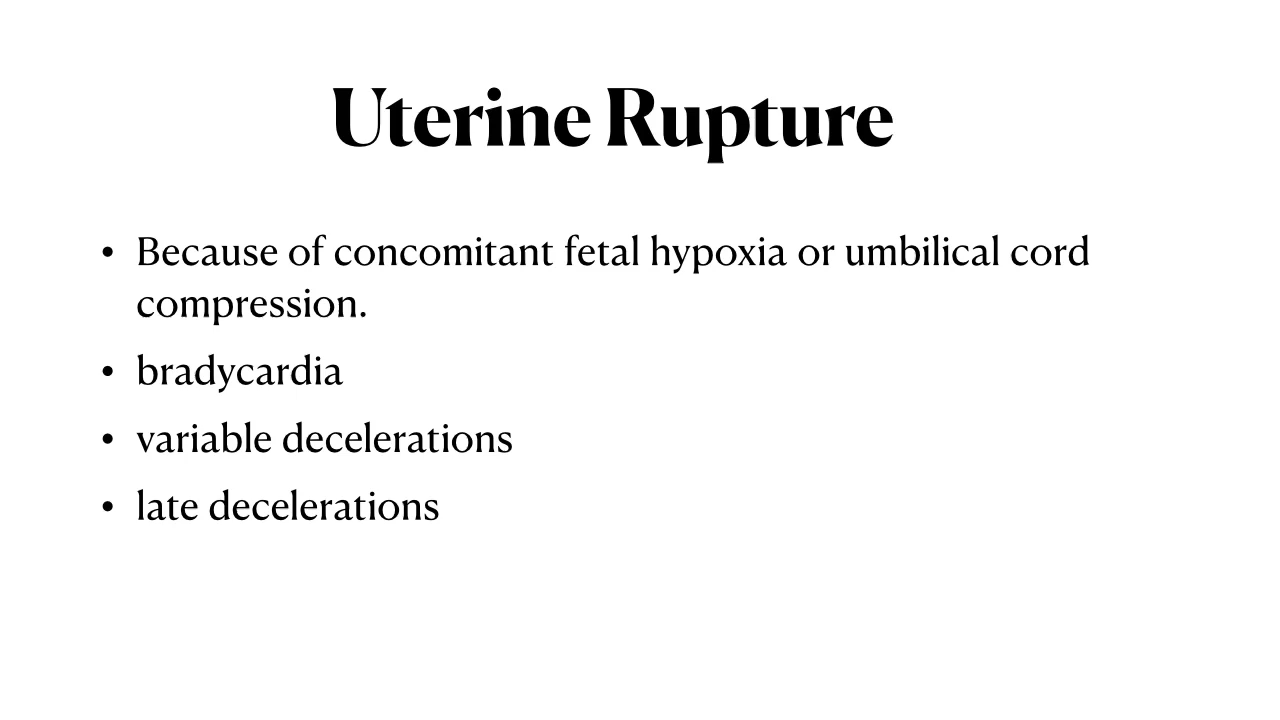 Uterine Rupture
• Because of concomitant fetal hypoxia or umbilical cord
compression.
• bradycardia
• variable decelerations
• late decelerations